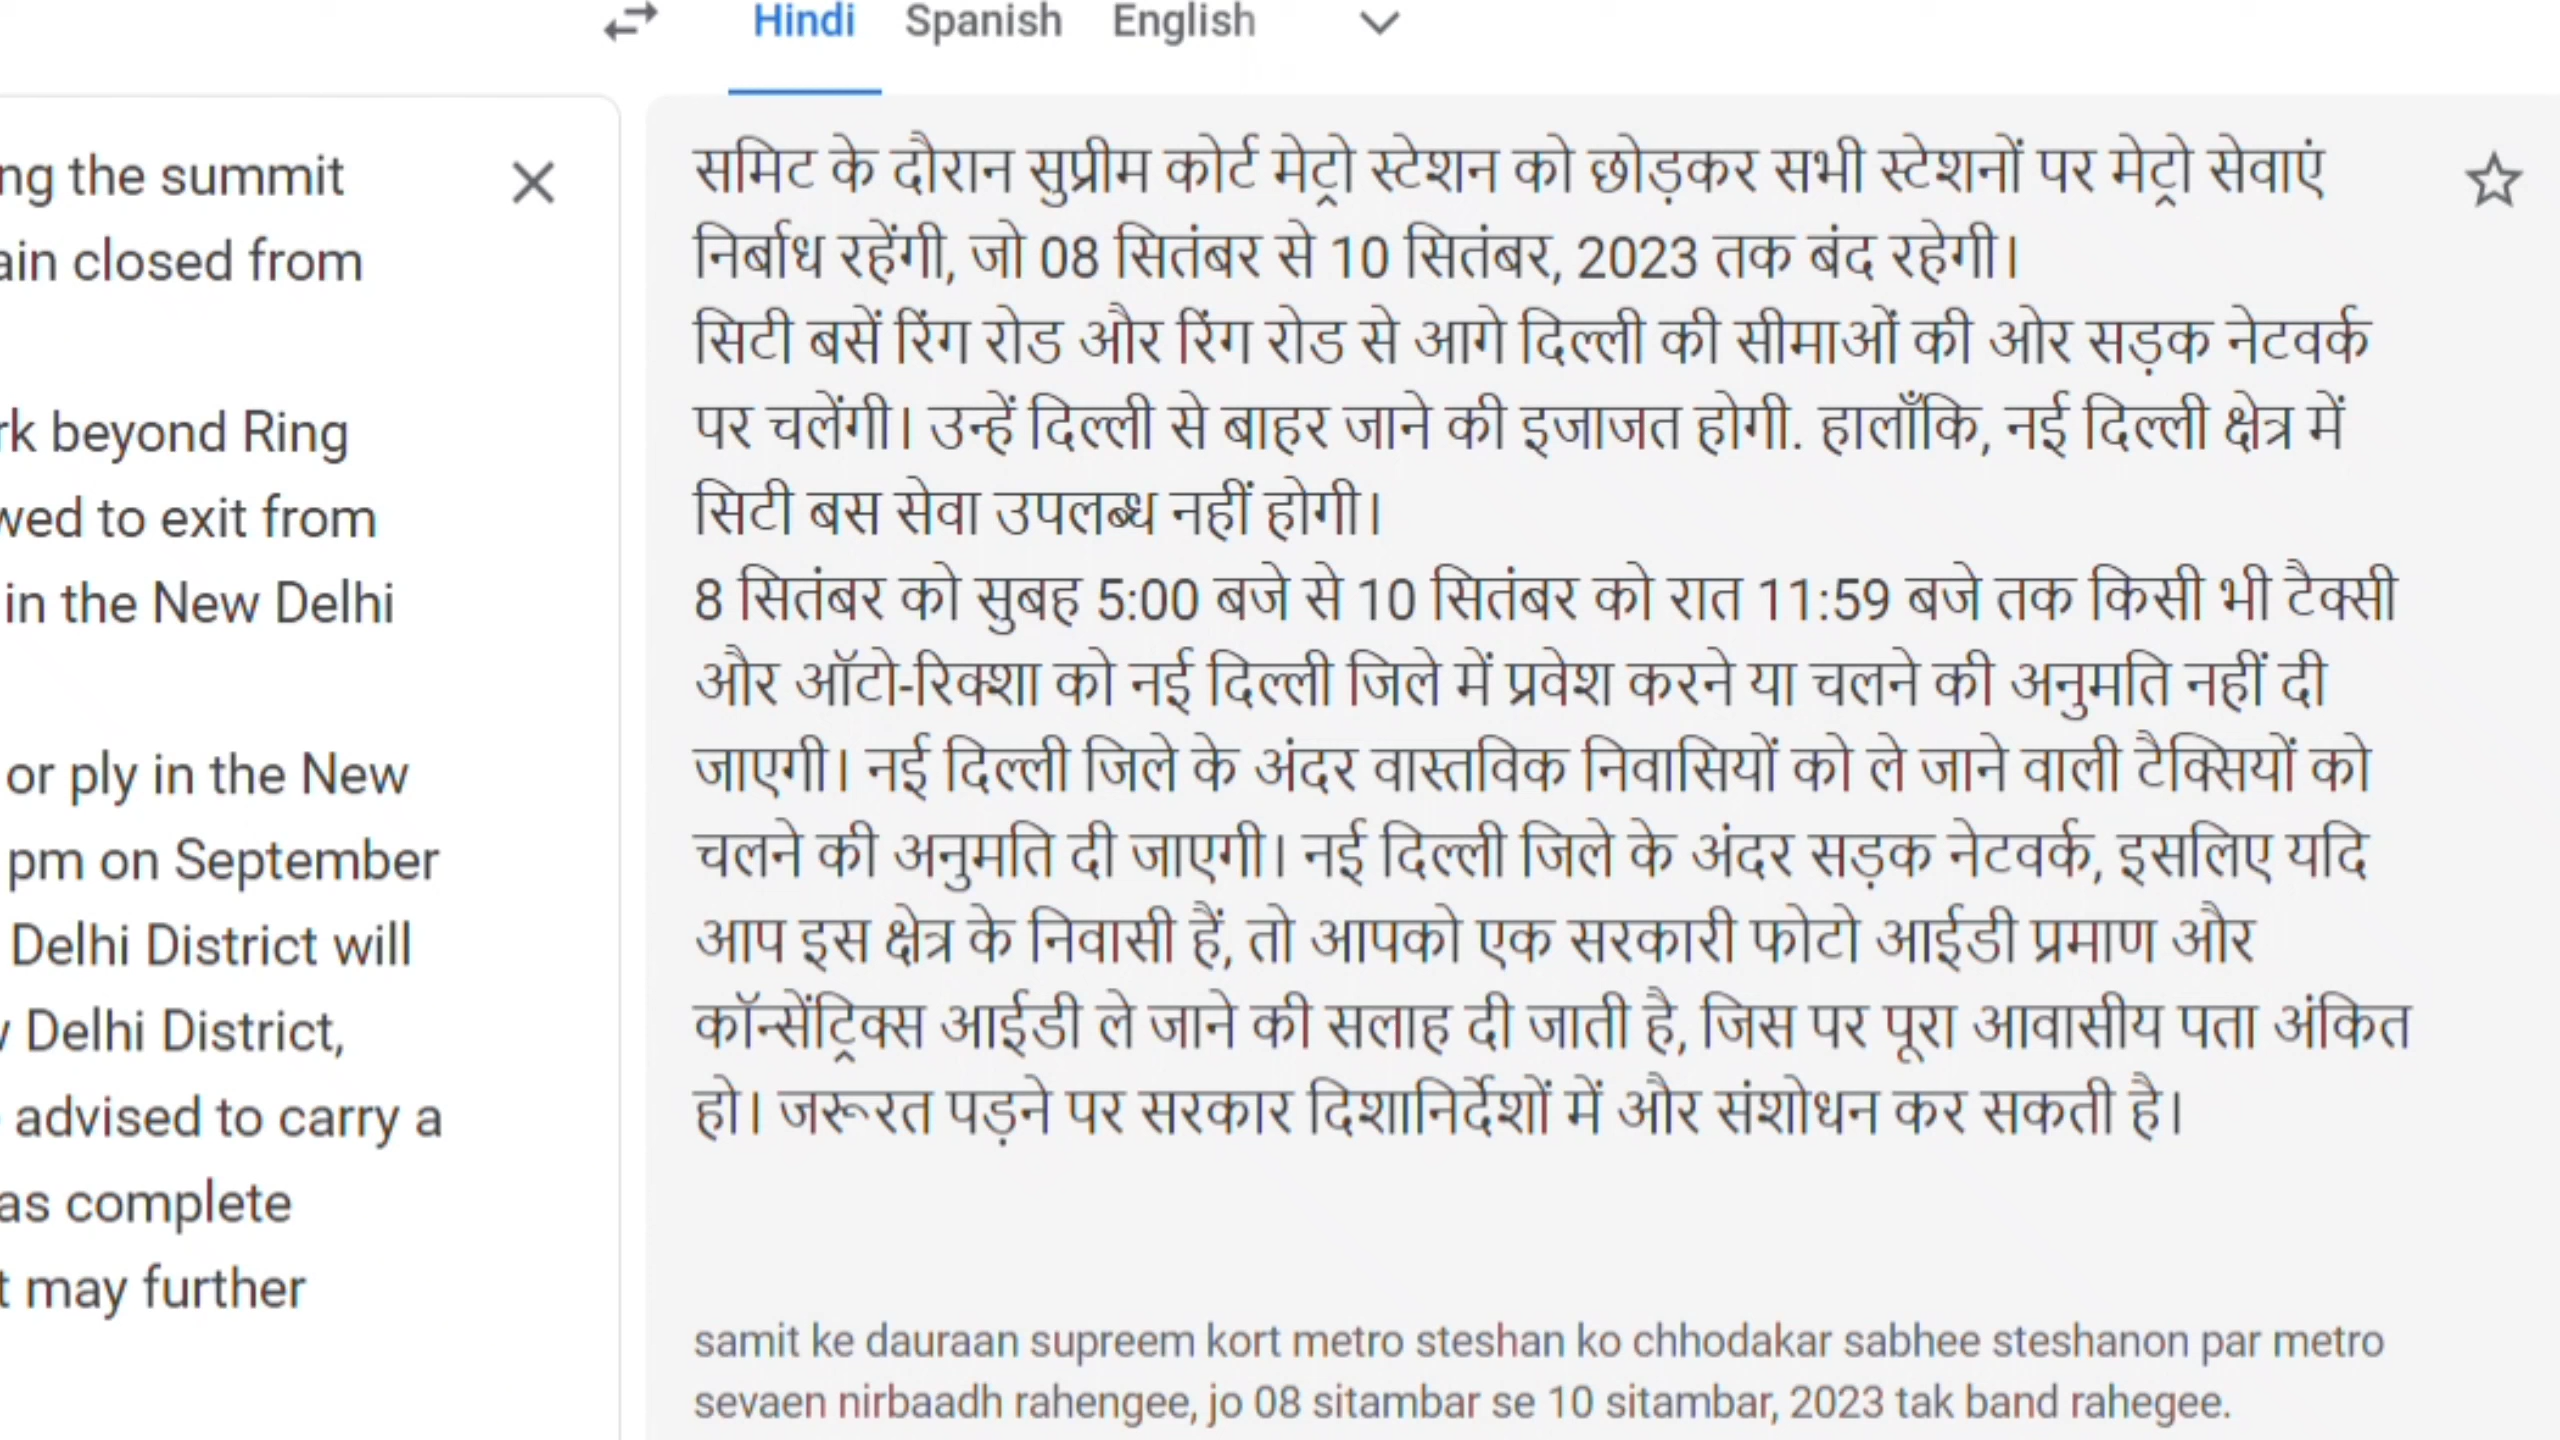 Hindi Spanish English
ng the summit
ain closed from
rk beyond Ring
wed to exit from
in the New Delhi
or ply in the New
pm on September
Delhi District will
Delhi District,
advised to carry a
as complete
t may further
समिट के दौरान सुप्रीम कोर्ट मेट्रो स्टेशन को छोड़कर सभी स्टेशनों पर मेट्रो सेवाएं
निर्बाध रहेंगी, जो 08 सितंबर से 10 सितंबर, 2023 तक बंद रहेगी।
सिटी बसें रिंग रोड और रिंग रोड से आगे दिल्ली की सीमाओं की ओर सड़क नेटवर्क
पर चलेंगी। उन्हें दिल्ली से बाहर जाने की इजाजत होगी. हालाँकि, नई दिल्ली क्षेत्र में
सिटी बस सेवा उपलब्ध नहीं होगी।
8 सितंबर को सुबह 5:00 बजे से 10 सितंबर को रात 11:59 बजे तक किसी भी टैक्सी
और ऑटो-रिक्शा को नई दिल्ली जिले में प्रवेश करने या चलने की अनुमति नहीं दी
जाएगी। नई दिल्ली जिले के अंदर वास्तविक निवासियों को ले जाने वाली टैक्सियों को
चलने की अनुमति दी जाएगी। नई दिल्ली जिले के अंदर सड़क नेटवर्क, इसलिए यदि
आप इस क्षेत्र के निवासी हैं, तो आपको एक सरकारी फोटो आईडी प्रमाण और
कॉन्सेंट्रिक्स आईडी ले जाने की सलाह दी जाती है, जिस पर पूरा आवासीय पता अंकित
हो। जरूरत पड़ने पर सरकार दिशानिर्देशों में और संशोधन कर सकती है।
samit ke dauraan supreem kort metro steshan ko chhodakar sabhee steshanon par metro
sevaen nirbaadh rahengee, jo 08 sitambar se 10 sitambar, 2023 tak band rahegee.